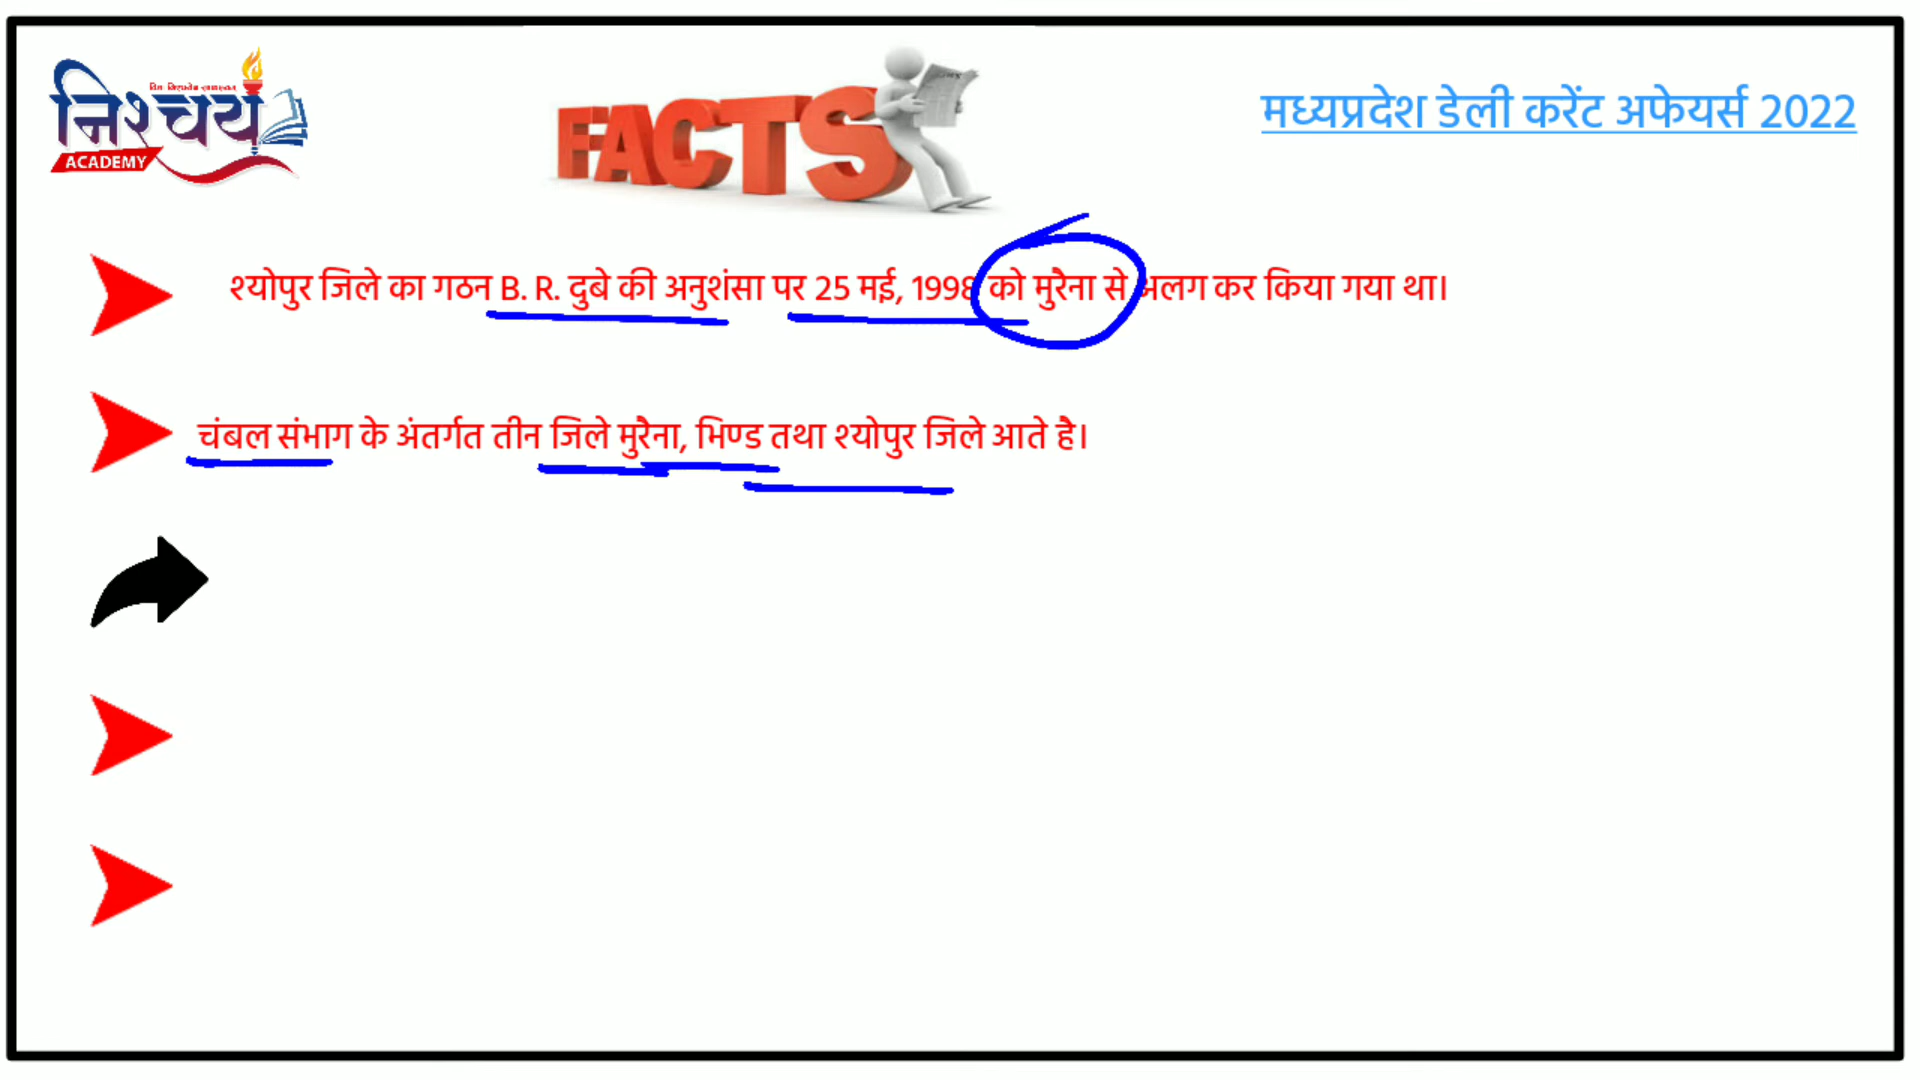 निश्चय
ACADEMY
FACTS
मध्यप्रदेश डेली करेंट अफेयर्स 2022
श्योपुर जिले का गठन B. R. दुबे की अनुशंसा पर 25 मई, 1998 को मुरैना से अलग कर किया गया था।
चंबल संभाग के अंतर्गत तीन जिले मुरैना, भिण्ड तथा श्योपुर जिले आते है।